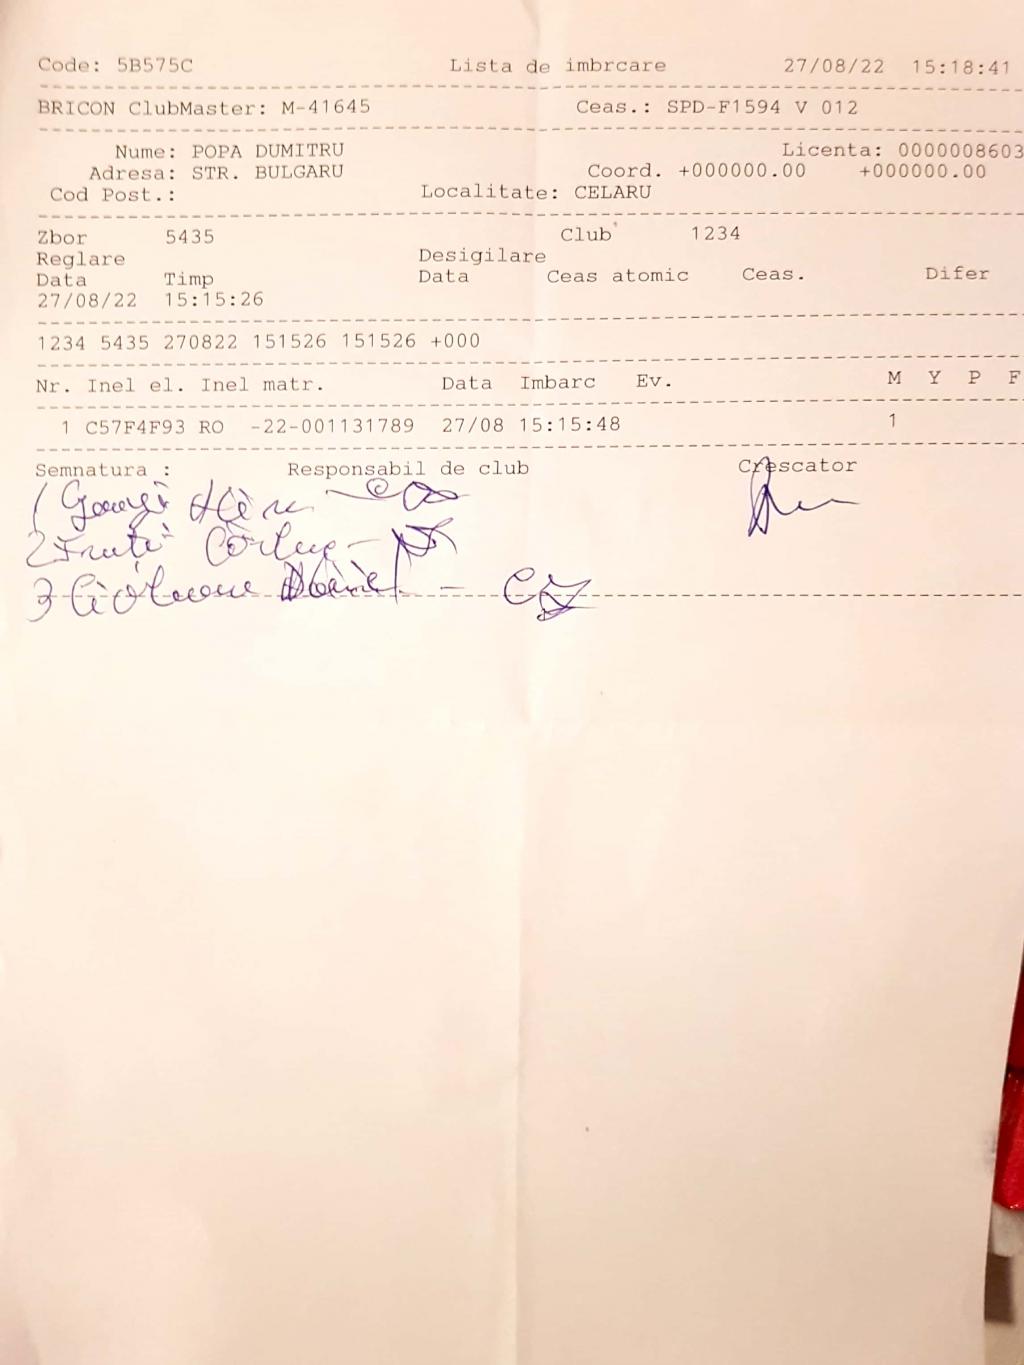 Code: 5B575C Lista de imbrcare 27/08/22 15:18:41
BRICON ClubMaster: M-41645 Ceas.: SPD-F1594 V 012
Nume: POPA DUMITRU Licenta: 0000008603
Adresa: STR. BULGARU Coord. +000000.00 +000000.00
Cod Post.: Localitate: CELARU
Zbor 5435 Club 1234
Reglare Desigilare
Data Timp Data Ceas atomic Ceas. Difer
27/08/22 15:15:26
1234 5435 270822 151526 151526 +000
Nr. Inel el. Inel matr. Data Imbarc Ev. M Y P F
1 C57F4F93 RO -22-001131789 27/08 15:15:48 1
Semnatura : Responsabil de club Crescator
1
2
3